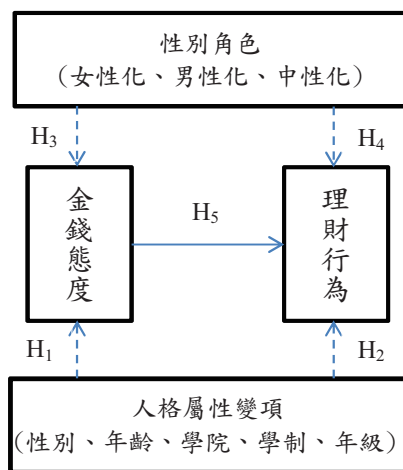 性別角色
（女性化、男性化、中性化）
H3
H4
金錢態度
H5
理財行為
H1
H2
人格屬性變項
（性別、年齡、學院、學制、年級）